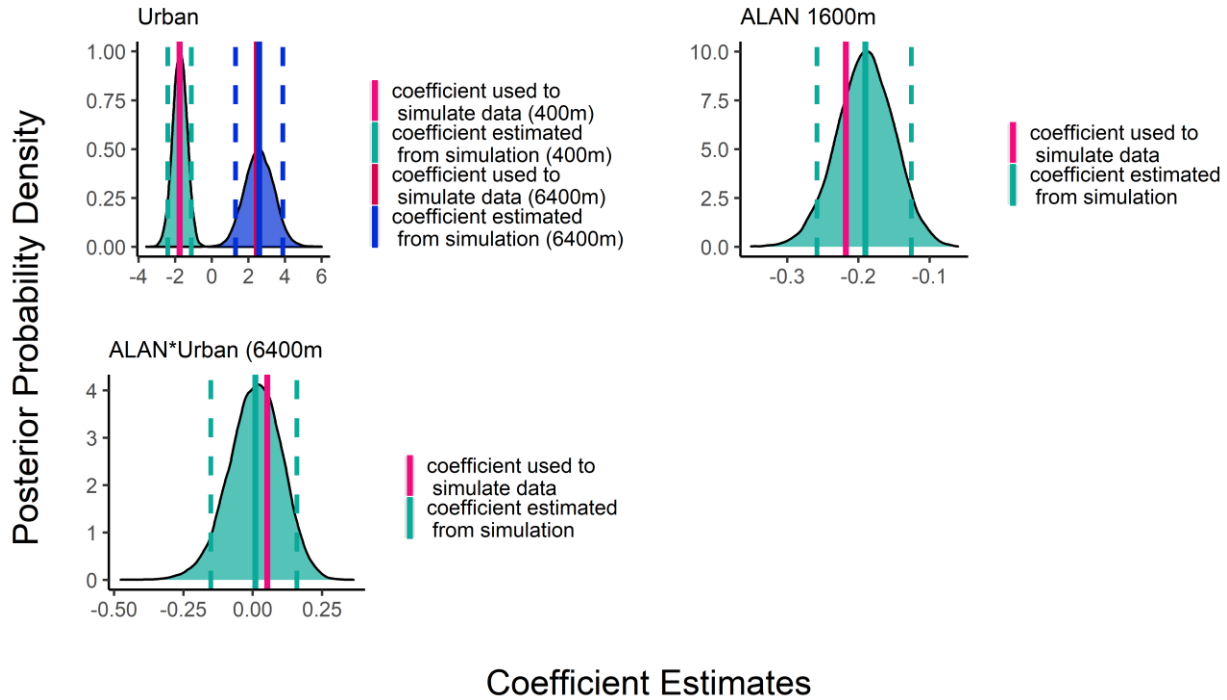 Posterior Probability Density
Urban
1.00
0.75
0.50
0.25
0.00
-4 -2 0 2 4 6
coefficient used to
simulate data (400m)
coefficient estimated
from simulation (400m)
coefficient used to
simulate data (6400m)
coefficient estimated
from simulation (6400m)
ALAN 1600m
10.0
7.5
5.0
2.5
0.0
-0.3 -0.2 -0.1
coefficient used to
simulate data
coefficient estimated
from simulation
ALAN*Urban (6400m
4
3
2
1
0
-0.50 -0.25 0.00 0.25
coefficient used to
simulate data
coefficient estimated
from simulation
Coefficient Estimates